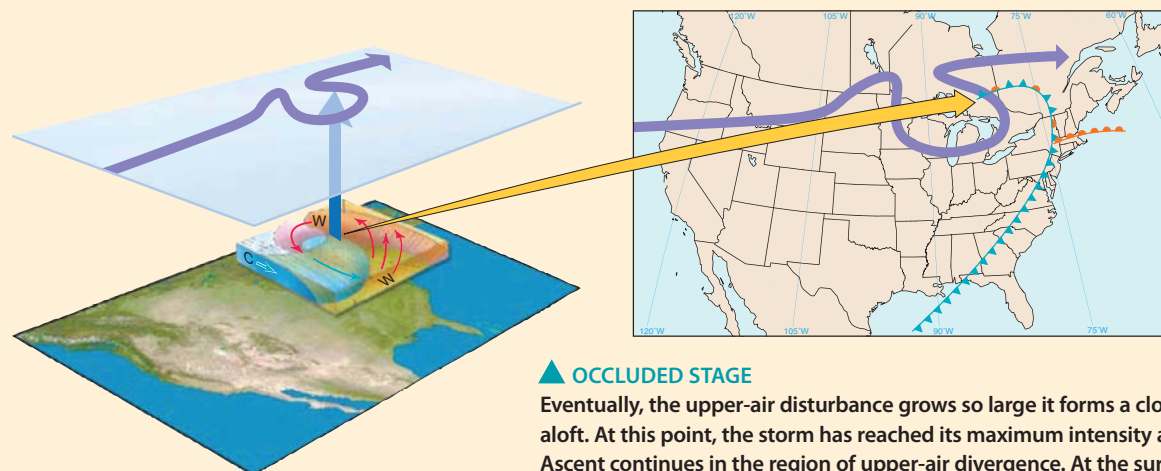 120°W 105°W 90°W 75°W 60°W
W
C
W
120°W 105°W 90°W 75°W
OCCLUDED STAGE
Eventually, the upper-air disturbance grows so large it forms a clo
aloft. At this point, the storm has reached its maximum intensity a
Ascent continues in the region of upper-air divergence. At the sur